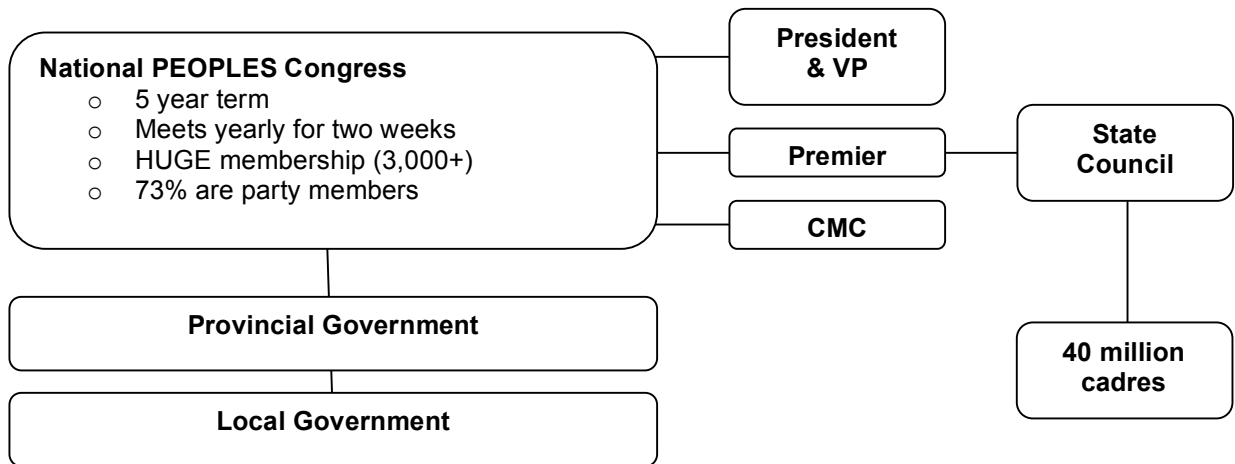 National PEOPLES Congress
o 5 year term
o Meets yearly for two weeks
o HUGE membership (3,000+)
o 73% are party members
President
& VP
Premier
CMC
State
Council
40 million
cadres
Provincial Government
Local Government